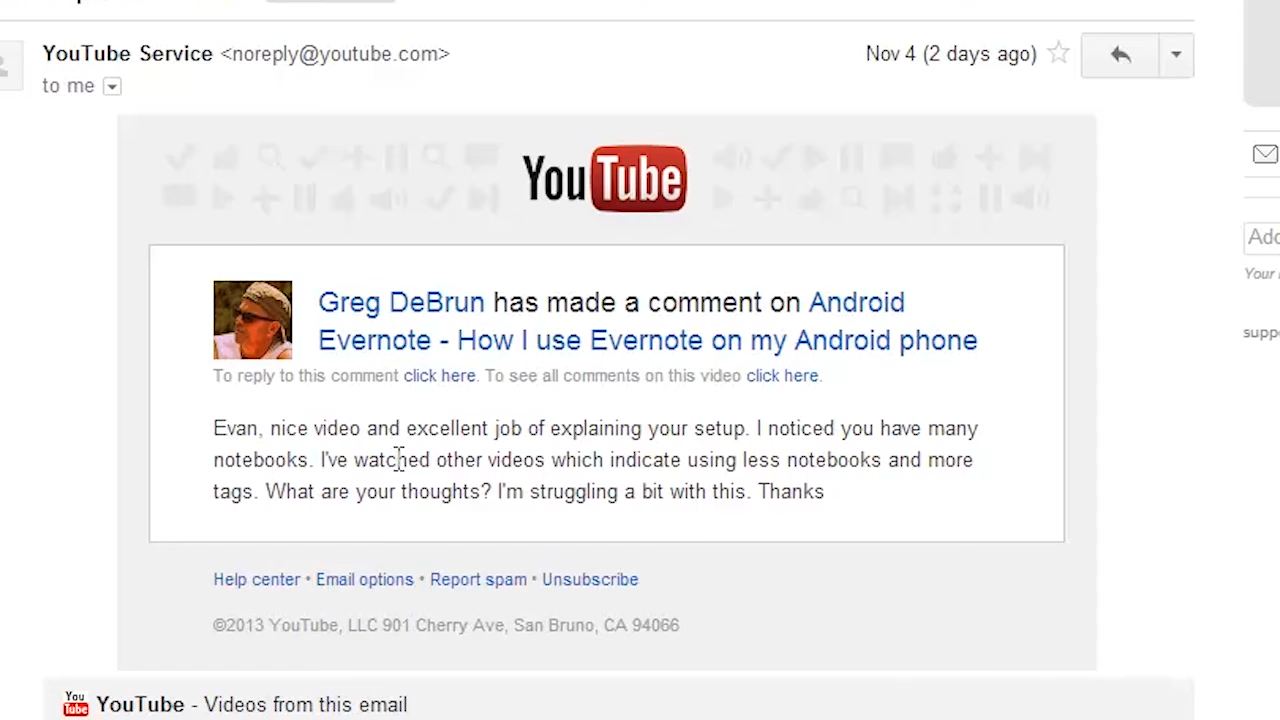 YouTube Service <noreply@youtube.com>
Nov 4 (2 days ago)
to me
YouTube
Greg DeBrun has made a comment on Android
Evernote - How I use Evernote on my Android phone
To reply to this comment click here. To see all comments on this video click here.
Evan, nice video and excellent job of explaining your setup. I noticed you have many
notebooks. I've watched other videos which indicate using less notebooks and more
tags. What are your thoughts? I'm struggling a bit with this. Thanks
Help center • Email options • Report spam • Unsubscribe
©2013 YouTube, LLC 901 Cherry Ave, San Bruno, CA 94066
You
Tube
YouTube - Videos from this email
Your